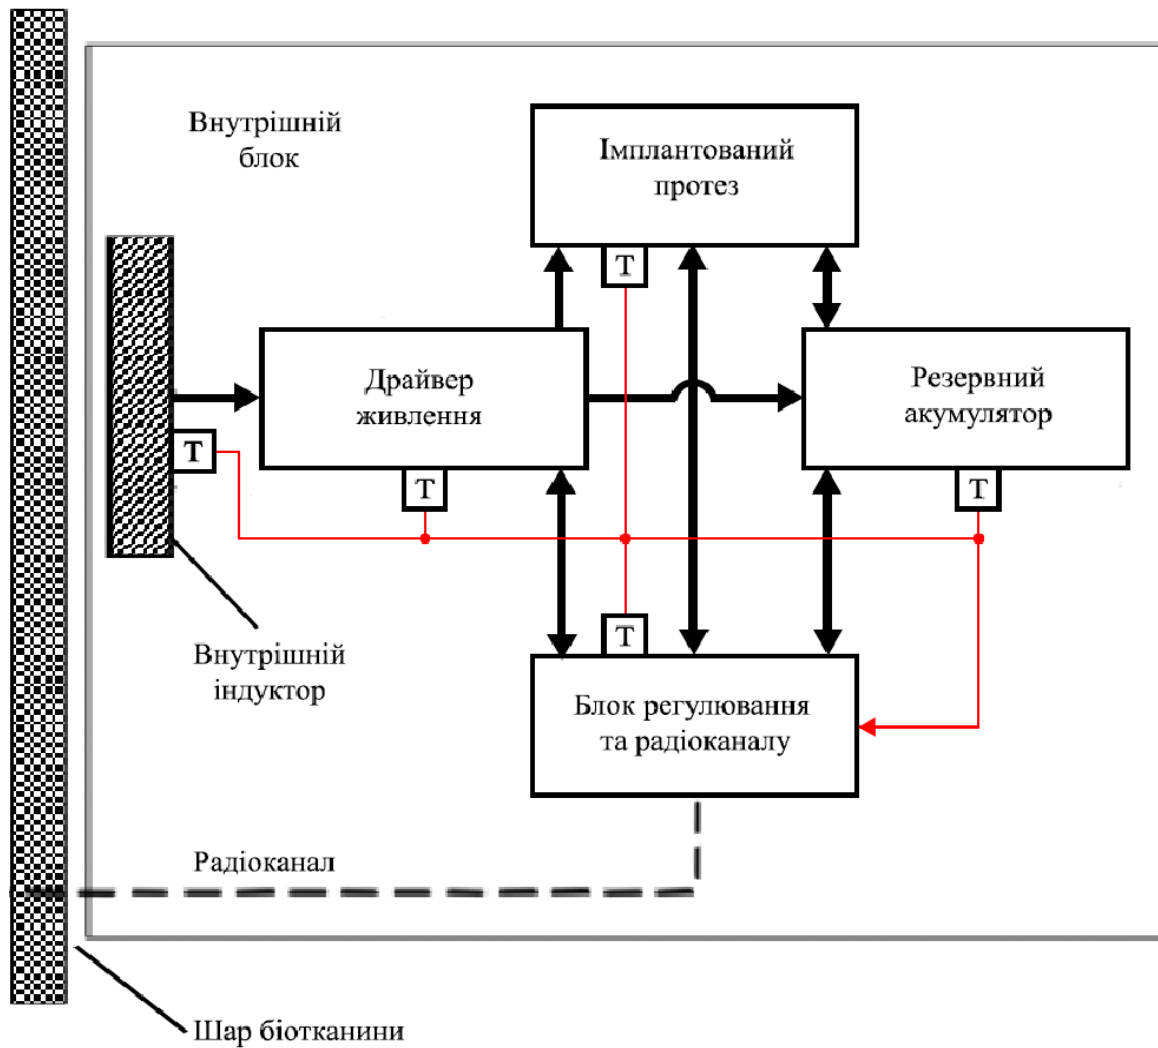 Внутрішній
блок
Імплантований
протез
Т
Драйвер
живлення
Резервний
акумулятор
Т
Т
Т
Т
Внутрішній
індуктор
Блок регулювання
та радіоканалу
Радіоканал
Шар біотканини